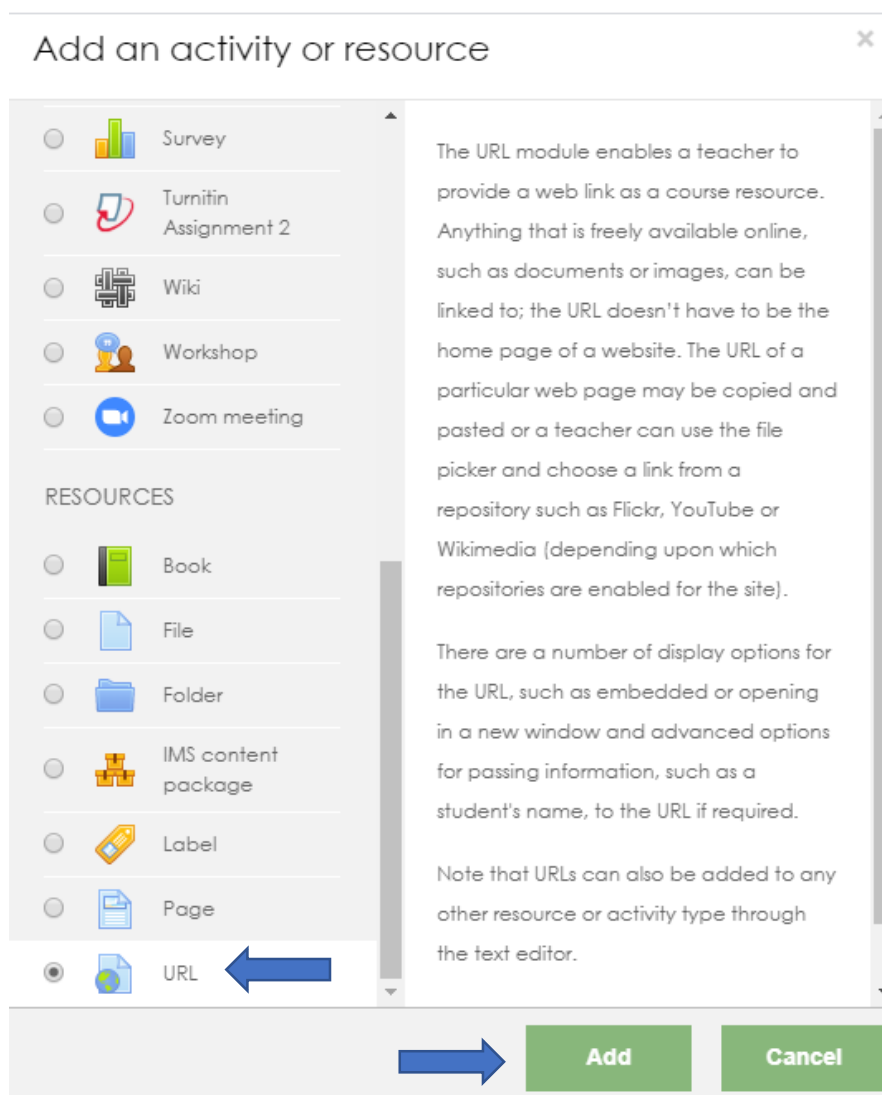 Add an activity or resource
×
Survey
Turnitin
Assignment 2
Wiki
Workshop
Zoom meeting
RESOURCES
Book
File
Folder
IMS content
package
Label
Page
URL
The URL module enables a teacher to
provide a web link as a course resource.
Anything that is freely available online,
such as documents or images, can be
linked to; the URL doesn't have to be the
home page of a website. The URL of a
particular web page may be copied and
pasted or a teacher can use the file
picker and choose a link from a
repository such as Flickr, YouTube or
Wikimedia (depending upon which
repositories are enabled for the site).
There are a number of display options for
the URL, such as embedded or opening
in a new window and advanced options
for passing information, such as a
student's name, to the URL if required.
Note that URLs can also be added to any
other resource or activity type through
the text editor.
Add
Cancel